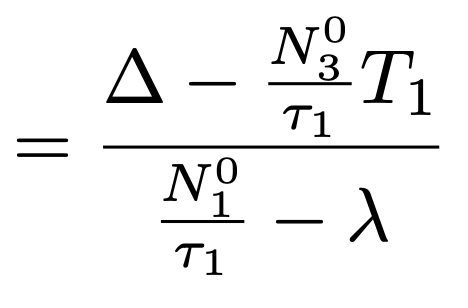 = \frac{\Delta - \frac{N_3^0}{\tau_1} T_1}{\frac{N_1^0}{\tau_1} - \lambda}